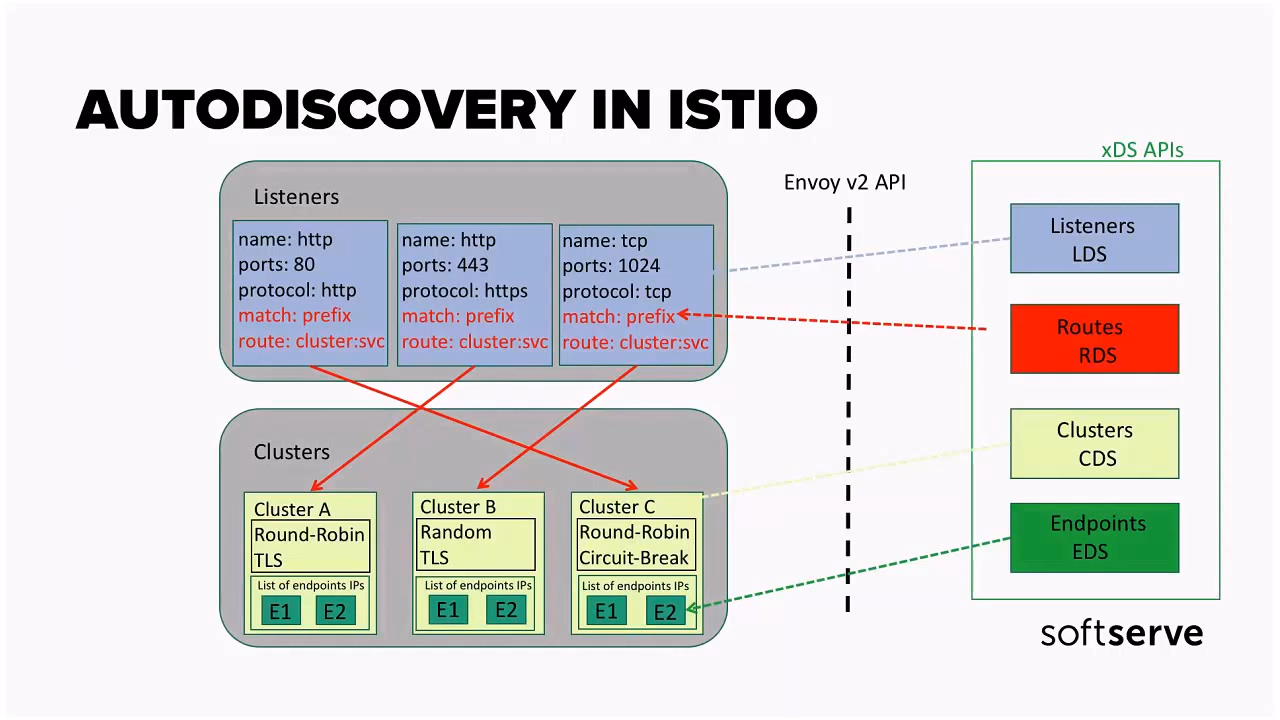 AUTODISCOVERY IN ISTIO
Listeners
name: http
ports: 80
protocol: http
match: prefix
route: cluster:svc
name: http
ports: 443
protocol: https
match: prefix
route: cluster:svc
name: tcp
ports: 1024
protocol: tcp
match: prefix
route: cluster:svc
Clusters
Cluster A
Round-Robin
TLS
List of endpoints IPs
E1 E2
Cluster B
Random
TLS
List of endpoints IPs
E1 E2
Cluster C
Round-Robin
Circuit-Break
List of endpoints IPs
E1 E2
Envoy v2 API
xDS APIs
Listeners
LDS
Routes
RDS
Clusters
CDS
Endpoints
EDS
softserve